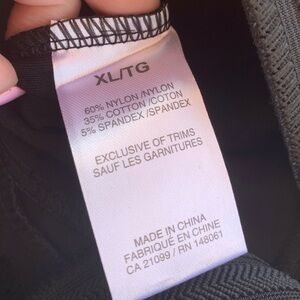 XL/TG
60% NYLON /NYLON
35% COTTON /COTON
5% SPANDEX /SPANDEX
EXCLUSIVE OF TRIMS
SAUF LES GARNITURES
MADE IN CHINA
FABRIQUÉ EN CHINE
CA 21099 / RN 148061